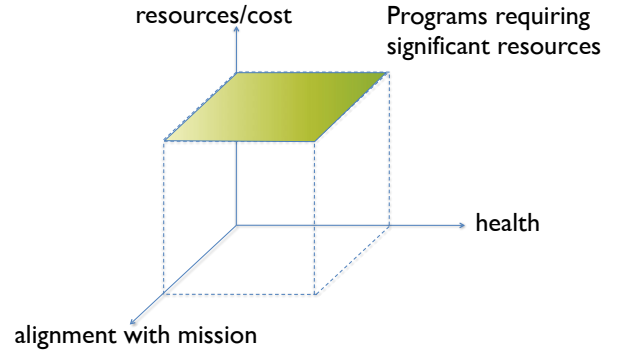 resources/cost
Programs requiring
significant resources
health
alignment with mission